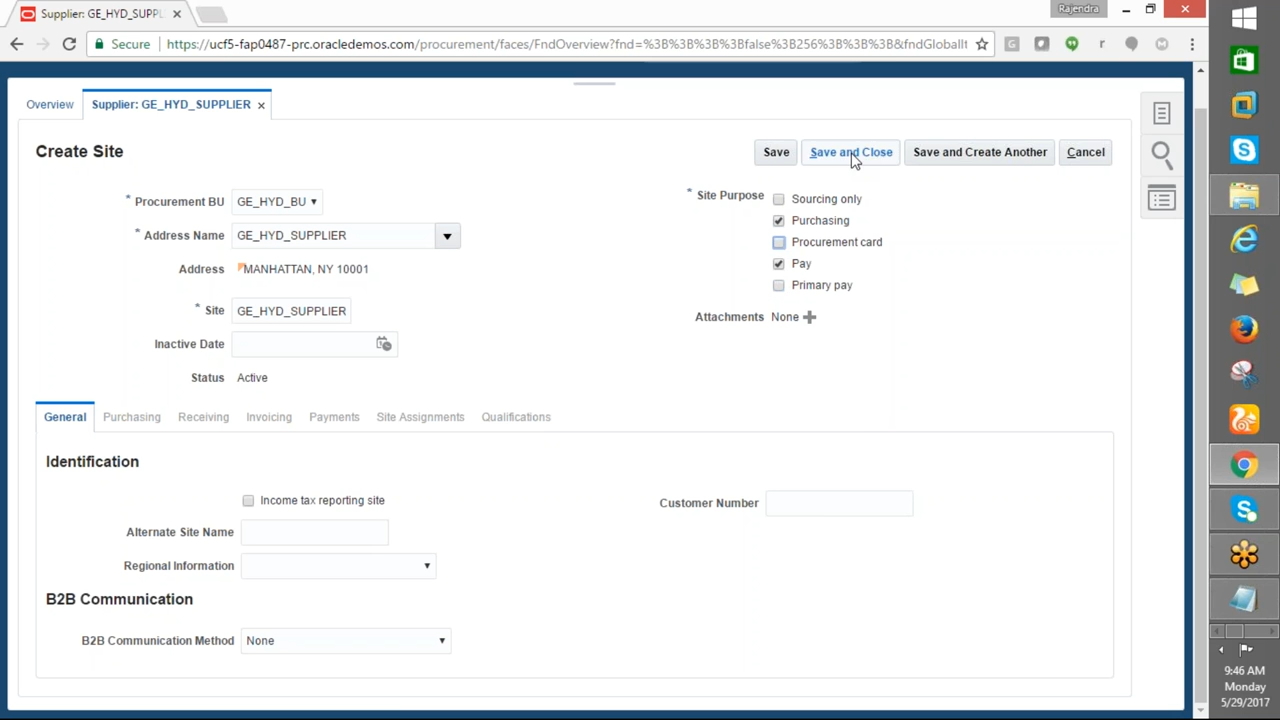 Supplier: GE_HYD_SUPPL
Rajendra
Secure
https://ucf5-fap0487-prc.oracledemos.com/procurement/faces/FndOverview?fnd=%3B%3B%3B%3Bfalse%3B256%3B%3B%3B&fndGlobalIt
Overview
Supplier: GE_HYD_SUPPLIER
Create Site
Save
Save and Close
Save and Create Another
Cancel
* Procurement BU GE_HYD_BU
* Address Name GE_HYD_SUPPLIER
Address MANHATTAN, NY 10001
* Site GE_HYD_SUPPLIER
Inactive Date
Status Active
* Site Purpose
Sourcing only
Purchasing
Procurement card
Pay
Primary pay
Attachments None
General
Purchasing
Receiving
Invoicing
Payments
Site Assignments
Qualifications
Identification
Income tax reporting site
Alternate Site Name
Regional Information
Customer Number
B2B Communication
B2B Communication Method None
9:46 AM
Monday
5/29/2017